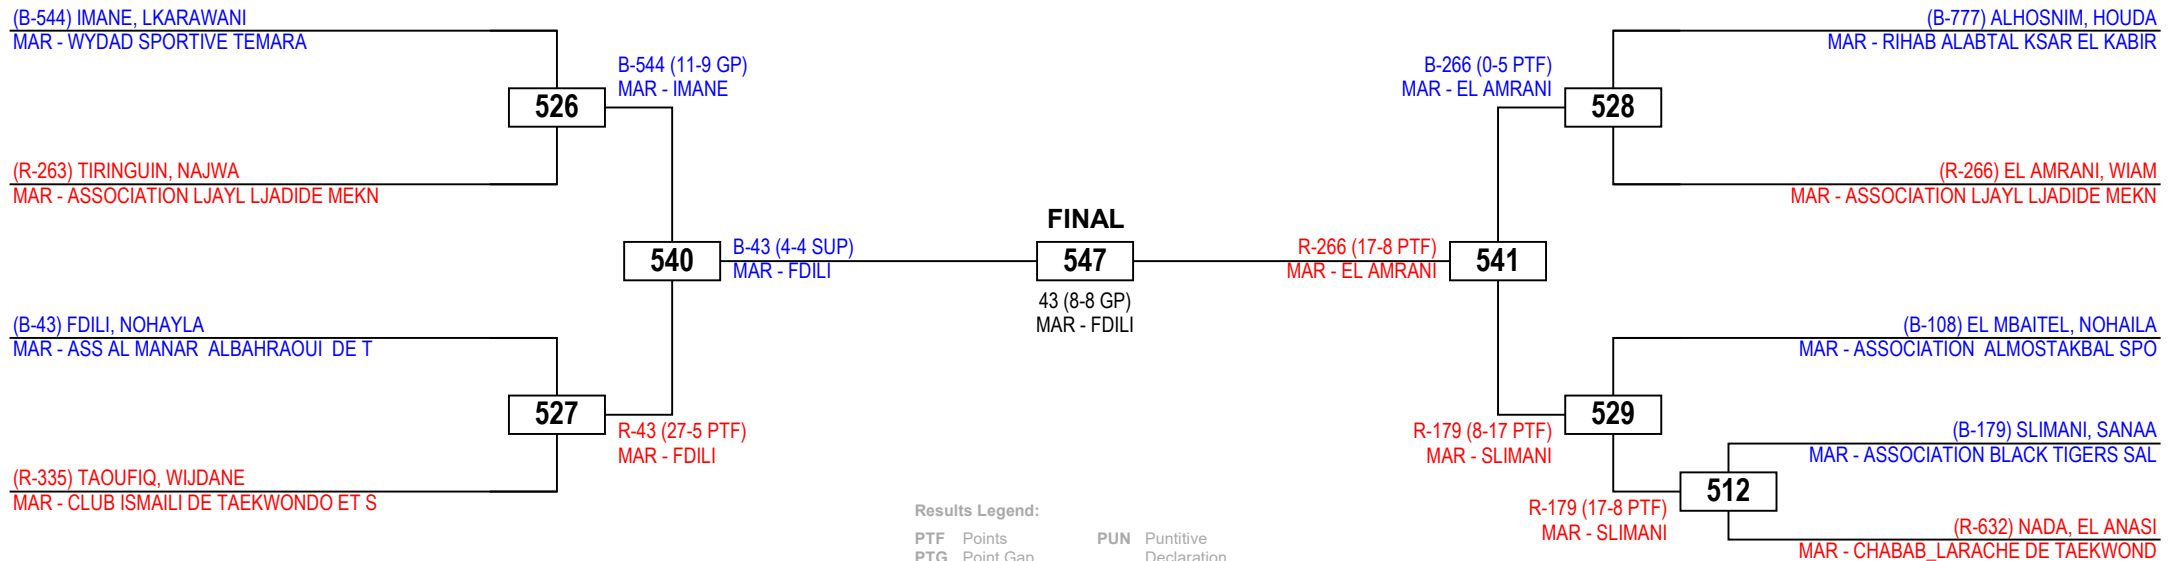 (B-544) IMANE, LKARAWANI
MAR - WYDAD SPORTIVE TEMARA
B-544 (11-9 GP)
MAR - IMANE
526
(R-263) TIRINGUIN, NAJWA
MAR - ASSOCIATION LJAYL LJADIDE MEKN
540
B-43 (4-4 SUP)
MAR - FDILI
(B-43) FDILI, NOHAYLA
MAR - ASS AL MANAR  ALBAHRAOUI  DE T
527
R-43 (27-5 PTF)
MAR - FDILI
(R-335) TAOUFIQ, WIJDANE
MAR - CLUB ISMAILI DE TAEKWONDO ET S
FINAL
547
43 (8-8 GP)
MAR - FDILI
(B-777) ALHOSNIM, HOUDA
MAR - RIHAB ALABTAL KSAR EL KABIR
B-266 (0-5 PTF)
MAR - EL AMRANI
528
(R-266) EL AMRANI, WIAM
MAR - ASSOCIATION LJAYL LJADIDE MEKN
R-266 (17-8 PTF)
MAR - EL AMRANI
541
(B-108) EL MBAITEL, NOHAILA
MAR - ASSOCIATION  ALMOSTAKBAL SPO
529
R-179 (8-17 PTF)
MAR - SLIMANI
(B-179) SLIMANI, SANAA
MAR - ASSOCIATION BLACK TIGERS SAL
512
R-179 (17-8 PTF)
MAR - SLIMANI
(R-632) NADA, EL ANASI
MAR - CHABAB_LARACHE DE TAEKWOND
Results Legend:
PTF Points
PUN Puntitive
PTG Point Gap
Declaration